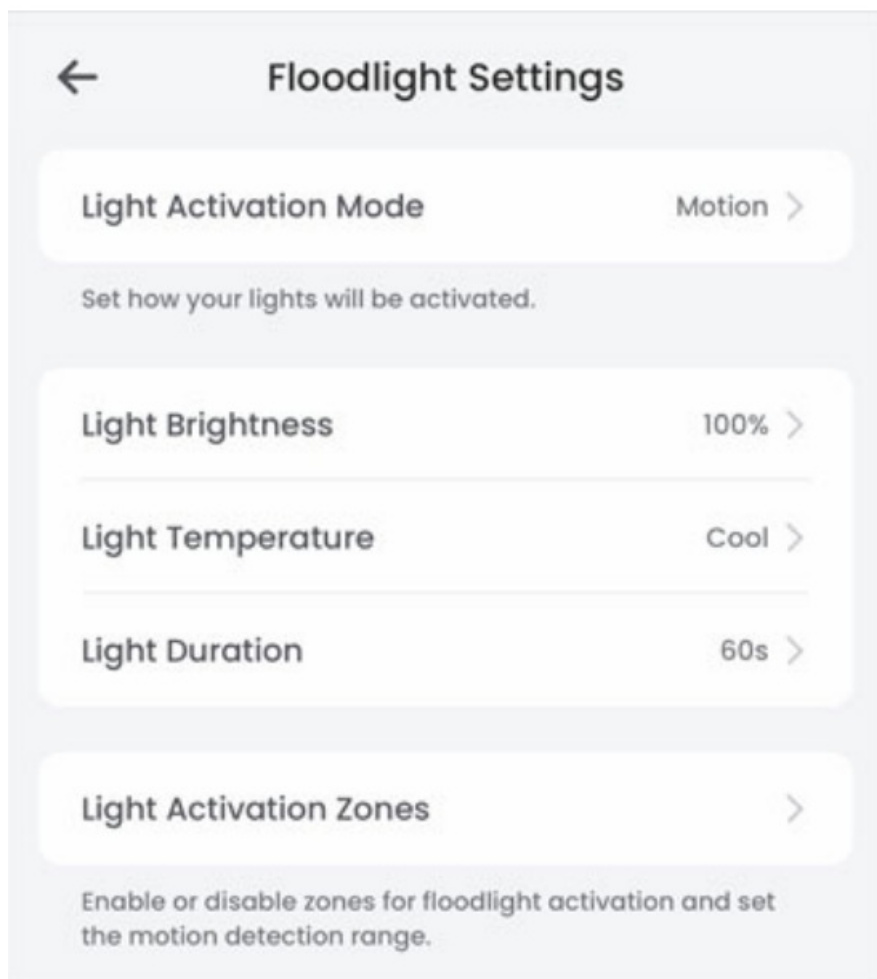 Floodlight Settings
Light Activation Mode Motion
Set how your lights will be activated.
Light Brightness 100%
Light Temperature Cool
Light Duration 60s
Light Activation Zones
Enable or disable zones for floodlight activation and set
the motion detection range.